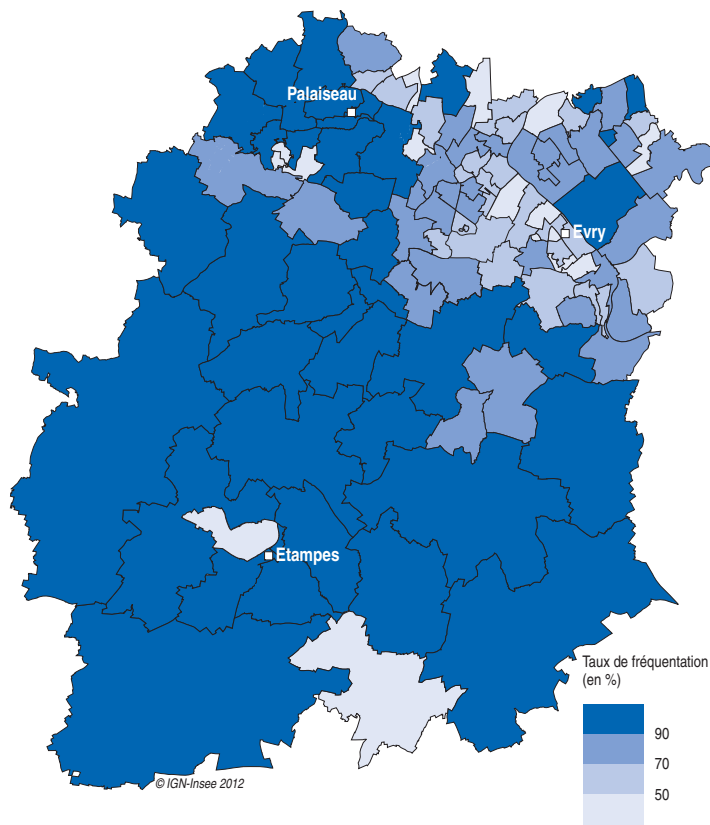 Palaiseau
Evry
Etampes
Taux de fréquentation
(en %)
90
70
50
© IGN-Insee 2012